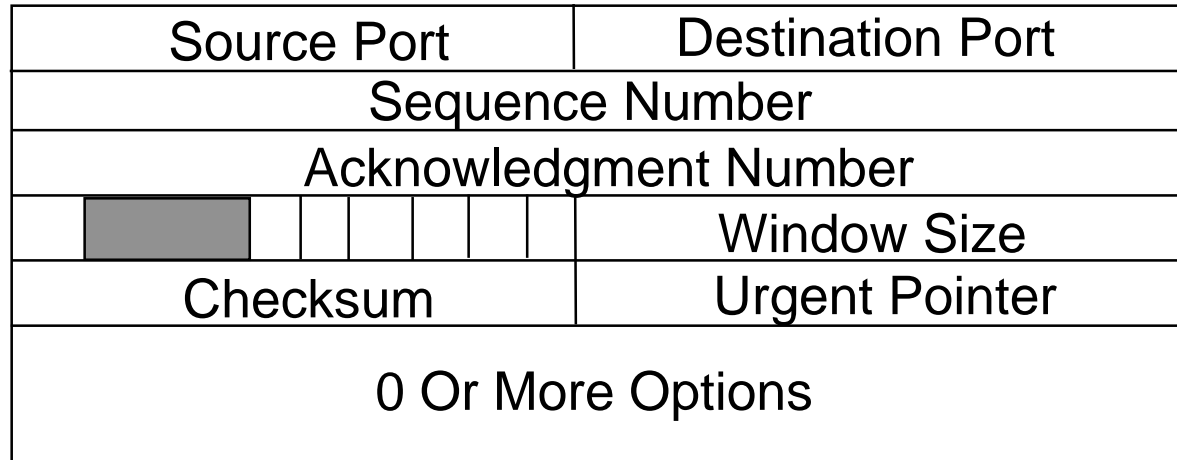 Source Port Destination Port
Sequence Number
Acknowledgment Number
Window Size
Checksum Urgent Pointer
0 Or More Options